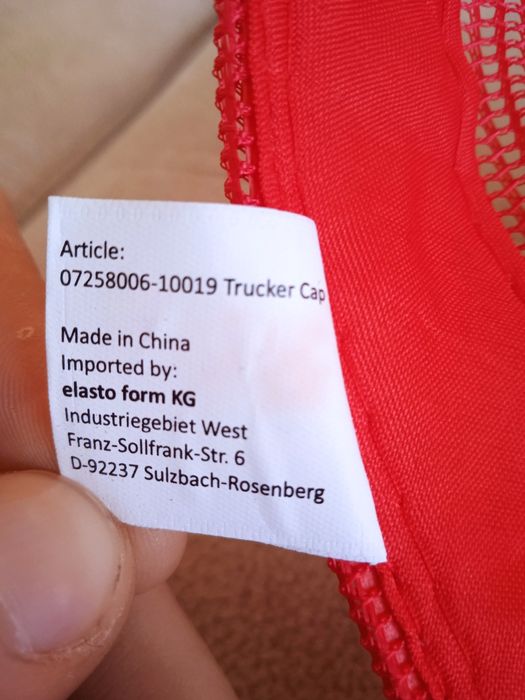 Article:
07258006-10019 Trucker Cap
Made in China
Imported by:
elasto form KG
Industriegebiet West
Franz-Sollfrank-Str. 6
D-92237 Sulzbach-Rosenberg